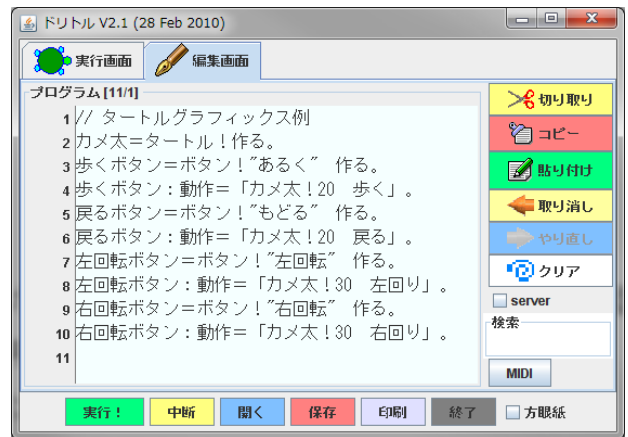 ドリトル V2.1 (28 Feb 2010)
実行画面
編集画面
プログラム [11/1]
1 // タートルグラフィックス例
2 カメ太=タートル!作る。
3 歩くボタン=ボタン!"あるく" 作る。
4 歩くボタン:動作=「カメ太!20 歩く」。
5 戻るボタン=ボタン!"もどる" 作る。
6 戻るボタン:動作=「カメ太!20 戻る」。
7 左回転ボタン=ボタン!"左回転" 作る。
8 左回転ボタン:動作=「カメ太!30 左回り」。
9 右回転ボタン=ボタン!"右回転" 作る。
10 右回転ボタン:動作=「カメ太!30 右回り」。
11
切り取り
コピー
貼り付け
取り消し
やり直し
クリア
server
検索
MIDI
実行!
中断
開く
保存
印刷
終了
方眼紙